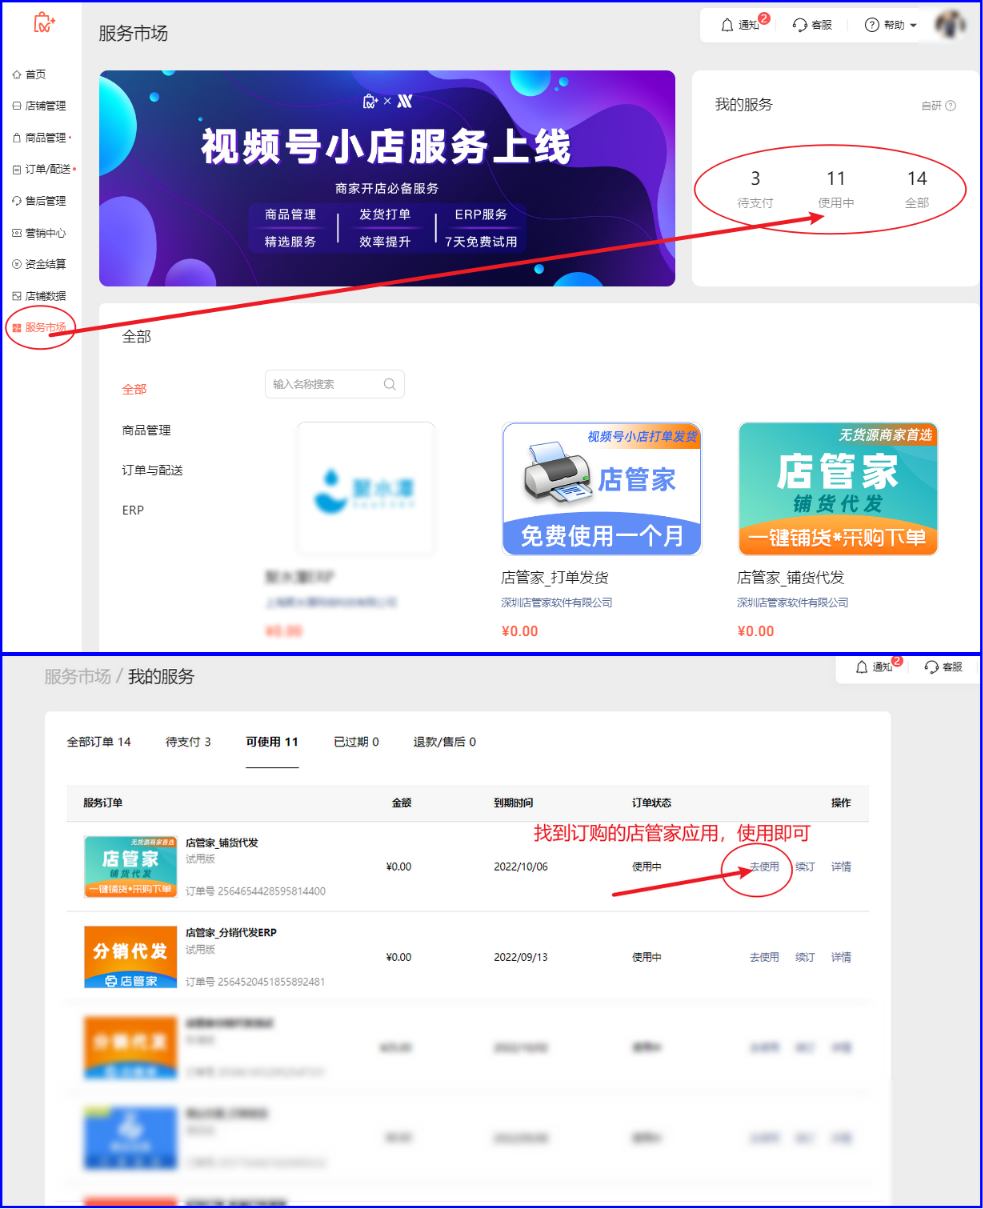 服务市场
通知 2
客服
帮助
首页
店铺管理
商品管理
订单/配送
售后管理
营销中心
资金结算
店铺数据
服务市场
视频号小店服务上线
商家开店必备服务
商品管理 发货打单 ERP服务
精选服务 效率提升 7天免费试用
我的服务
自研
3 11 14
待支付 使用中 全部
全部
全部
商品管理
订单与配送
ERP
输入名称搜索
视频号小店打单发货
店管家
免费使用一个月
店管家_打单发货
深圳店管家软件有限公司
¥0.00
无货源商家首选
店管家
铺货代发
一键铺货*采购下单
店管家_铺货代发
深圳店管家软件有限公司
¥0.00
服务市场 / 我的服务
通知 2
客服
全部订单 14 待支付 3 可使用 11 已过期 0 退款/售后 0
服务订单 金额 到期时间 订单状态 操作
找到订购的店管家应用，使用即可
无货源商家首选
店管家
铺货代发
一键铺货*采购下单
店管家_铺货代发
试用版
订单号 2564654428595814400
¥0.00 2022/10/06 使用中 去使用 续订 详情
分销代发
店管家
店管家_分销代发ERP
试用版
订单号 2564520451855892481
¥0.00 2022/09/13 使用中 去使用 续订 详情